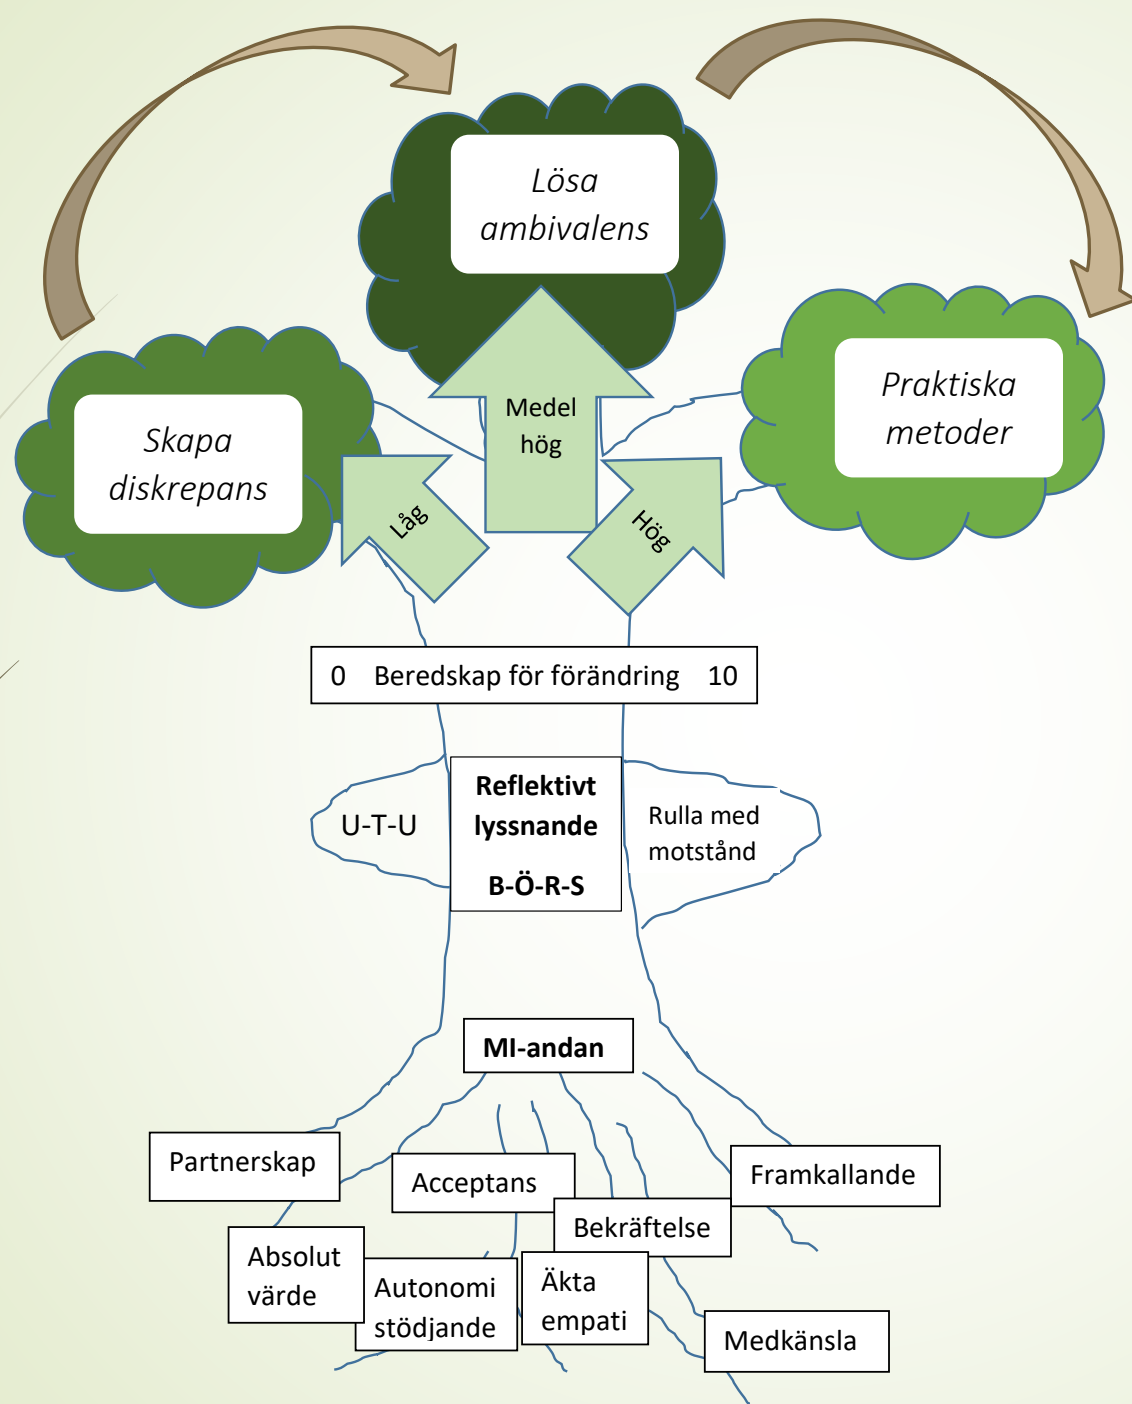 Lösa
ambivalens
Skapa
diskrepans
Praktiska
metoder
Medel
hög
Låg
Hög
0 Beredskap för förändring 10
Reflektivt
lyssnande
B-Ö-R-S
U-T-U
Rulla med
motstånd
MI-andan
Partnerskap
Acceptans
Framkallande
Bekräftelse
Absolut
värde
Autonomi
stödjande
Äkta
empati
Medkänsla